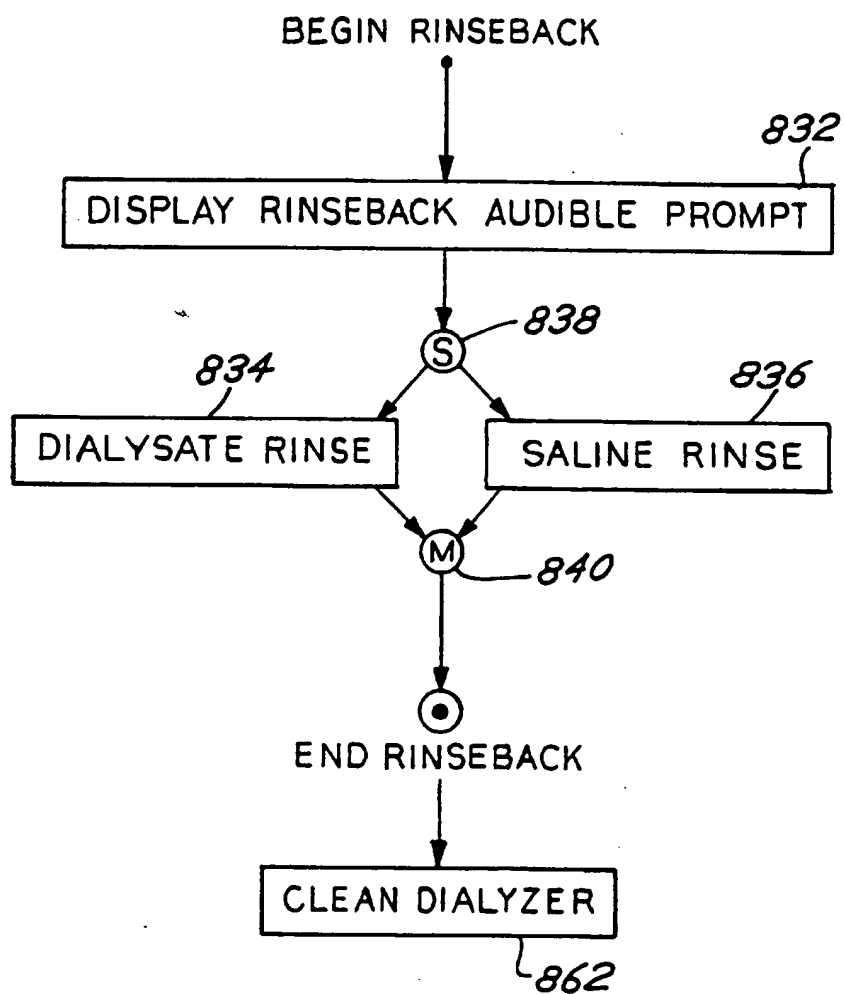 BEGIN RINSEBACK
832
DISPLAY RINSEBACK AUDIBLE PROMPT
838
S
834
836
DIALYSATE RINSE
SALINE RINSE
M
840
END RINSEBACK
CLEAN DIALYZER
862